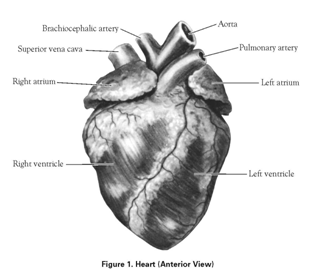 Brachiocephalic artery
Aorta
Superior vena cava
Pulmonary artery
Right atrium
Left atrium
Right ventricle
Left ventricle
Figure 1. Heart (Anterior View)